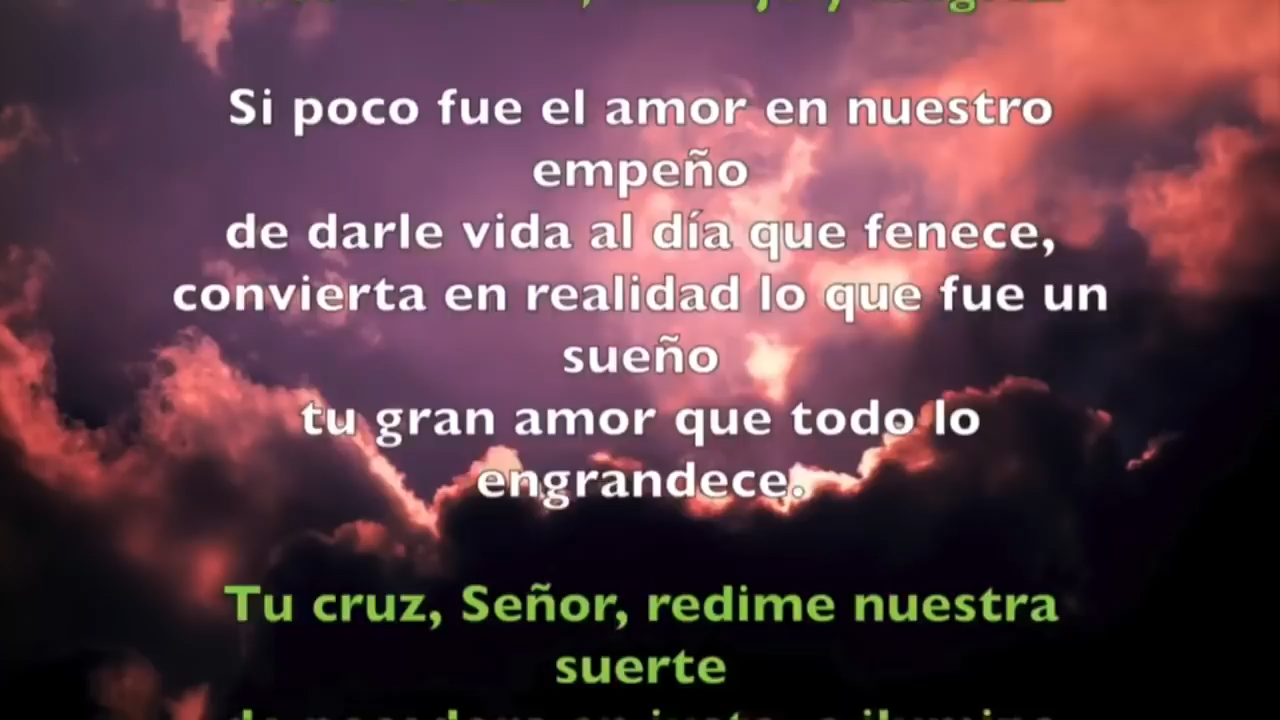 Si poco fue el amor en nuestro
empeño
de darle vida al día que fenece,
convierta en realidad lo que fue un
sueño
tu gran amor que todo lo
engrandece.
Tu cruz, Señor, redime nuestra
suerte